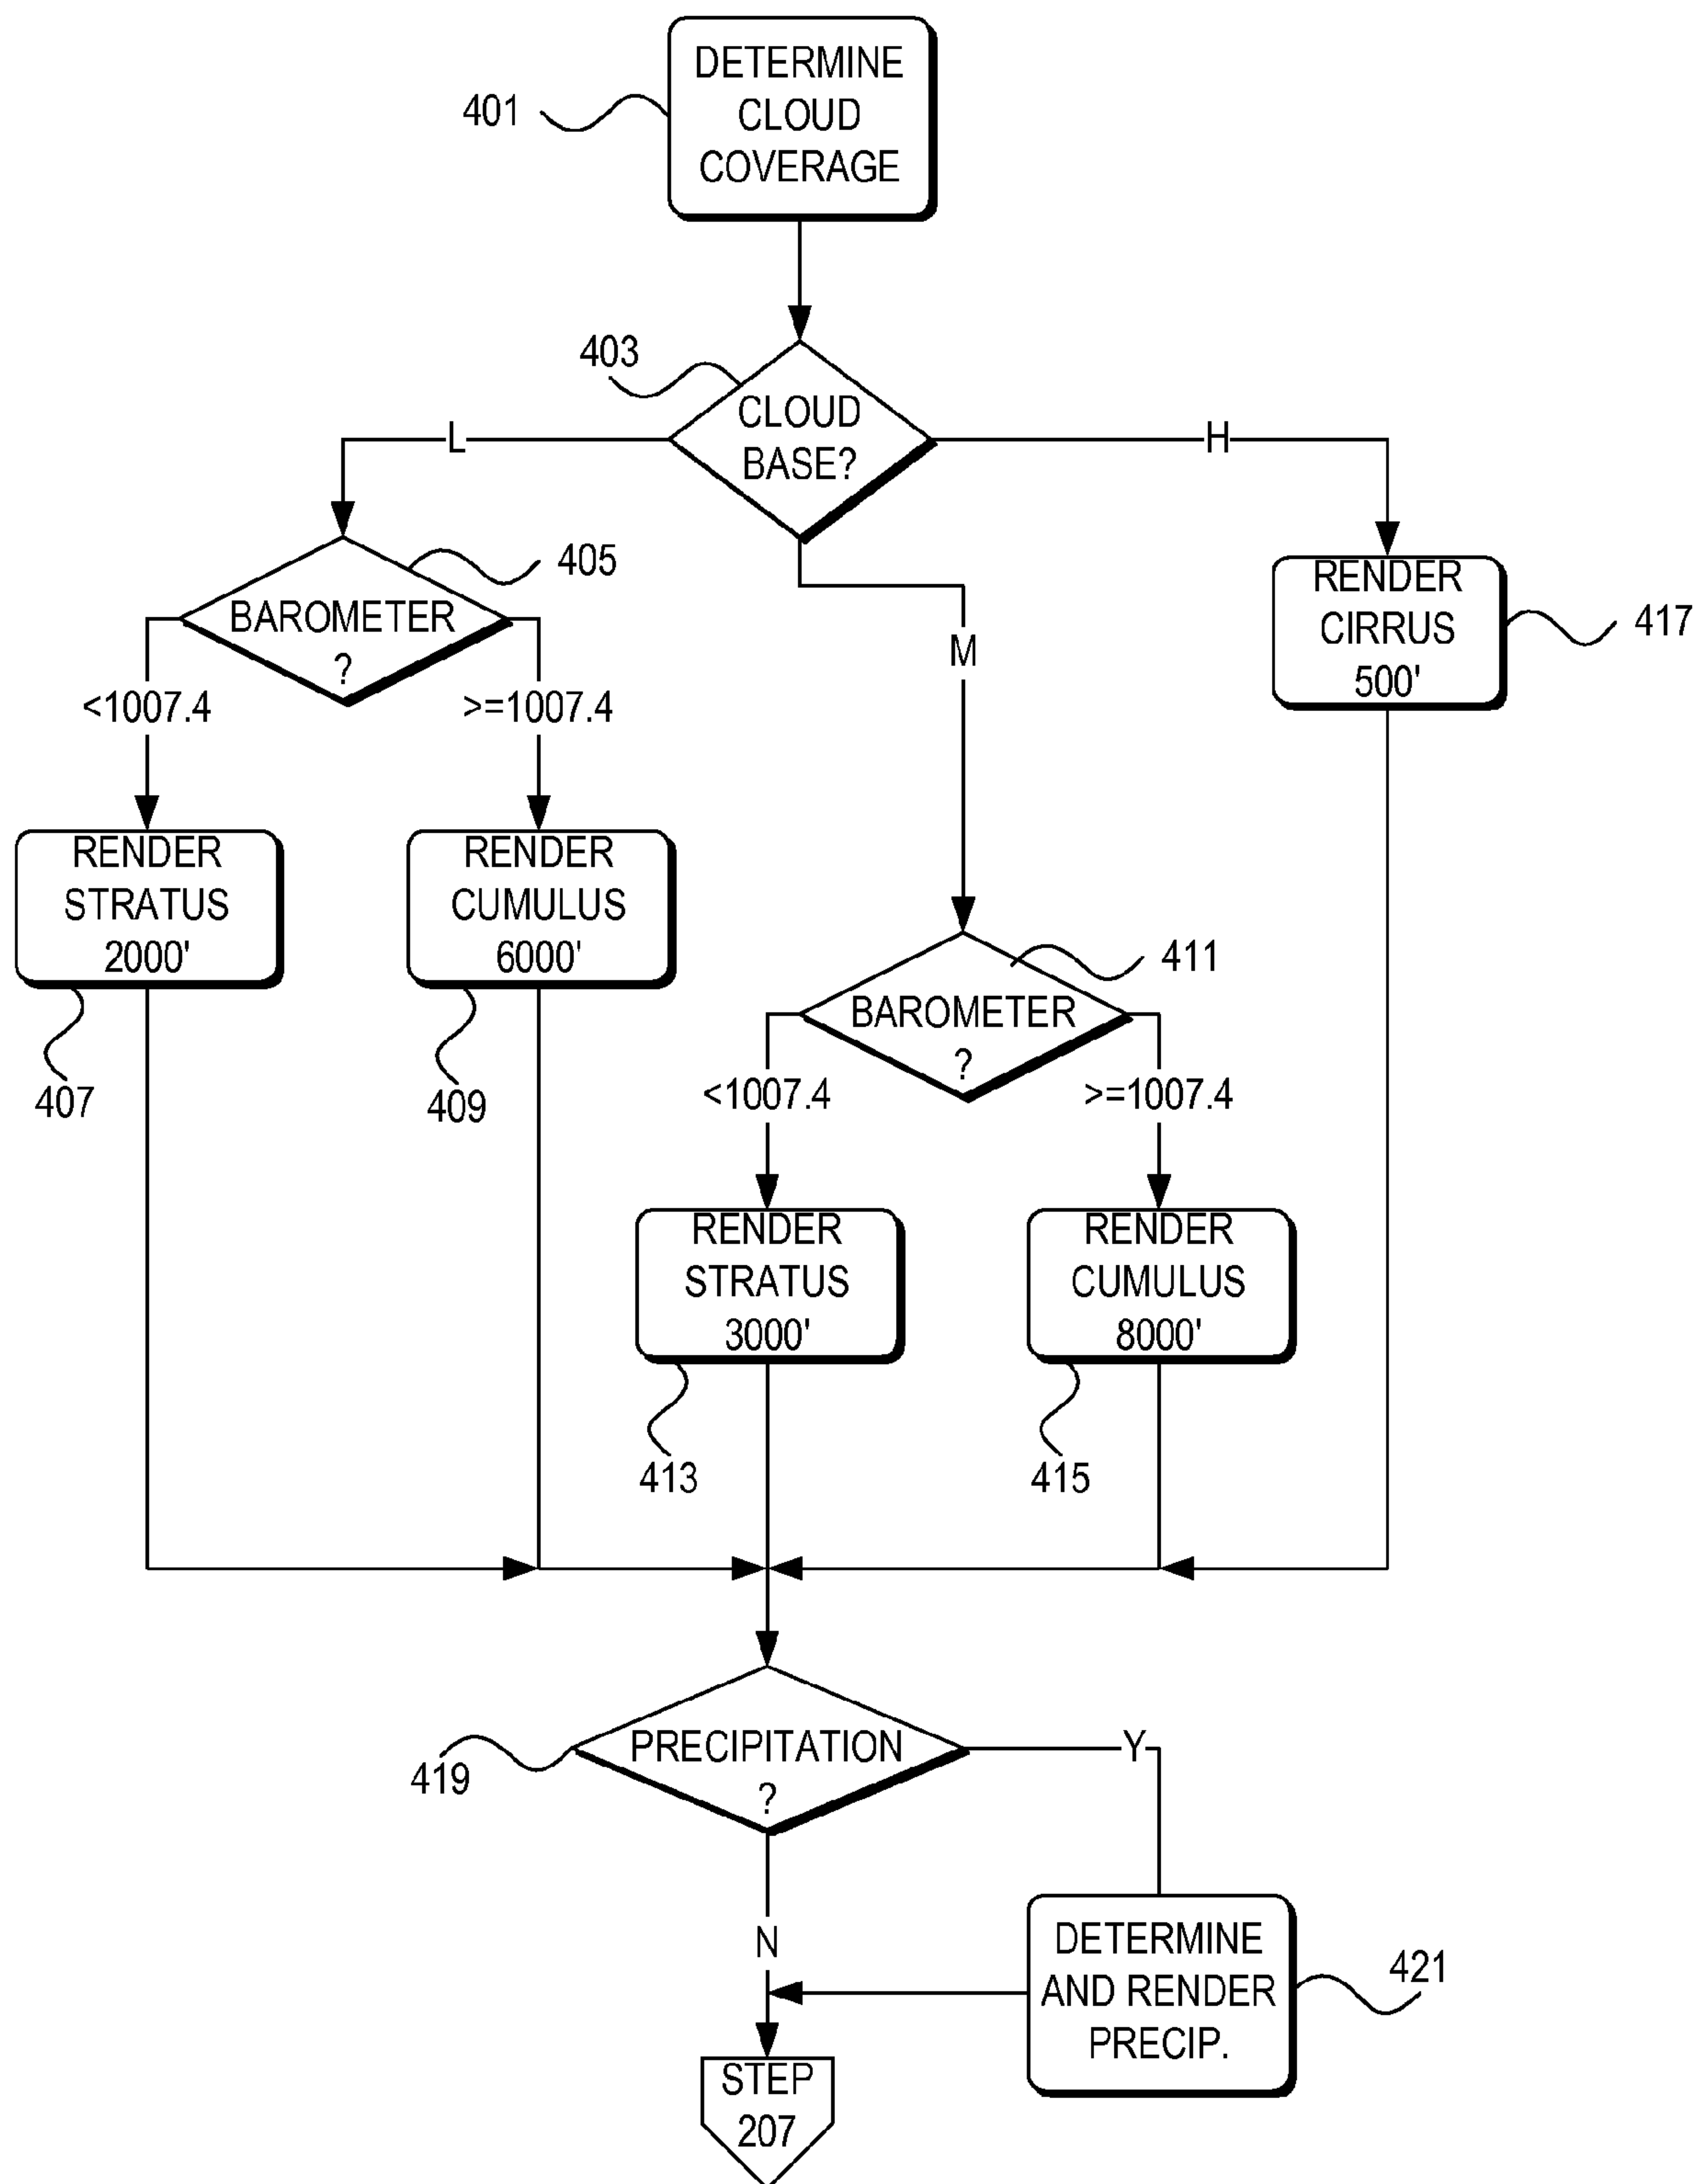 DETERMINE
CLOUD
COVERAGE
401
403
CLOUD
BASE?
L
H
M
405
BAROMETER
?
<1007.4
>=1007.4
RENDER
CIRRUS
500'
417
RENDER
STRATUS
2000'
407
RENDER
CUMULUS
6000'
409
411
BAROMETER
?
<1007.4
>=1007.4
RENDER
STRATUS
3000'
413
RENDER
CUMULUS
8000'
415
PRECIPITATION
?
419
Y
N
DETERMINE
AND RENDER
PRECIP.
421
STEP
207